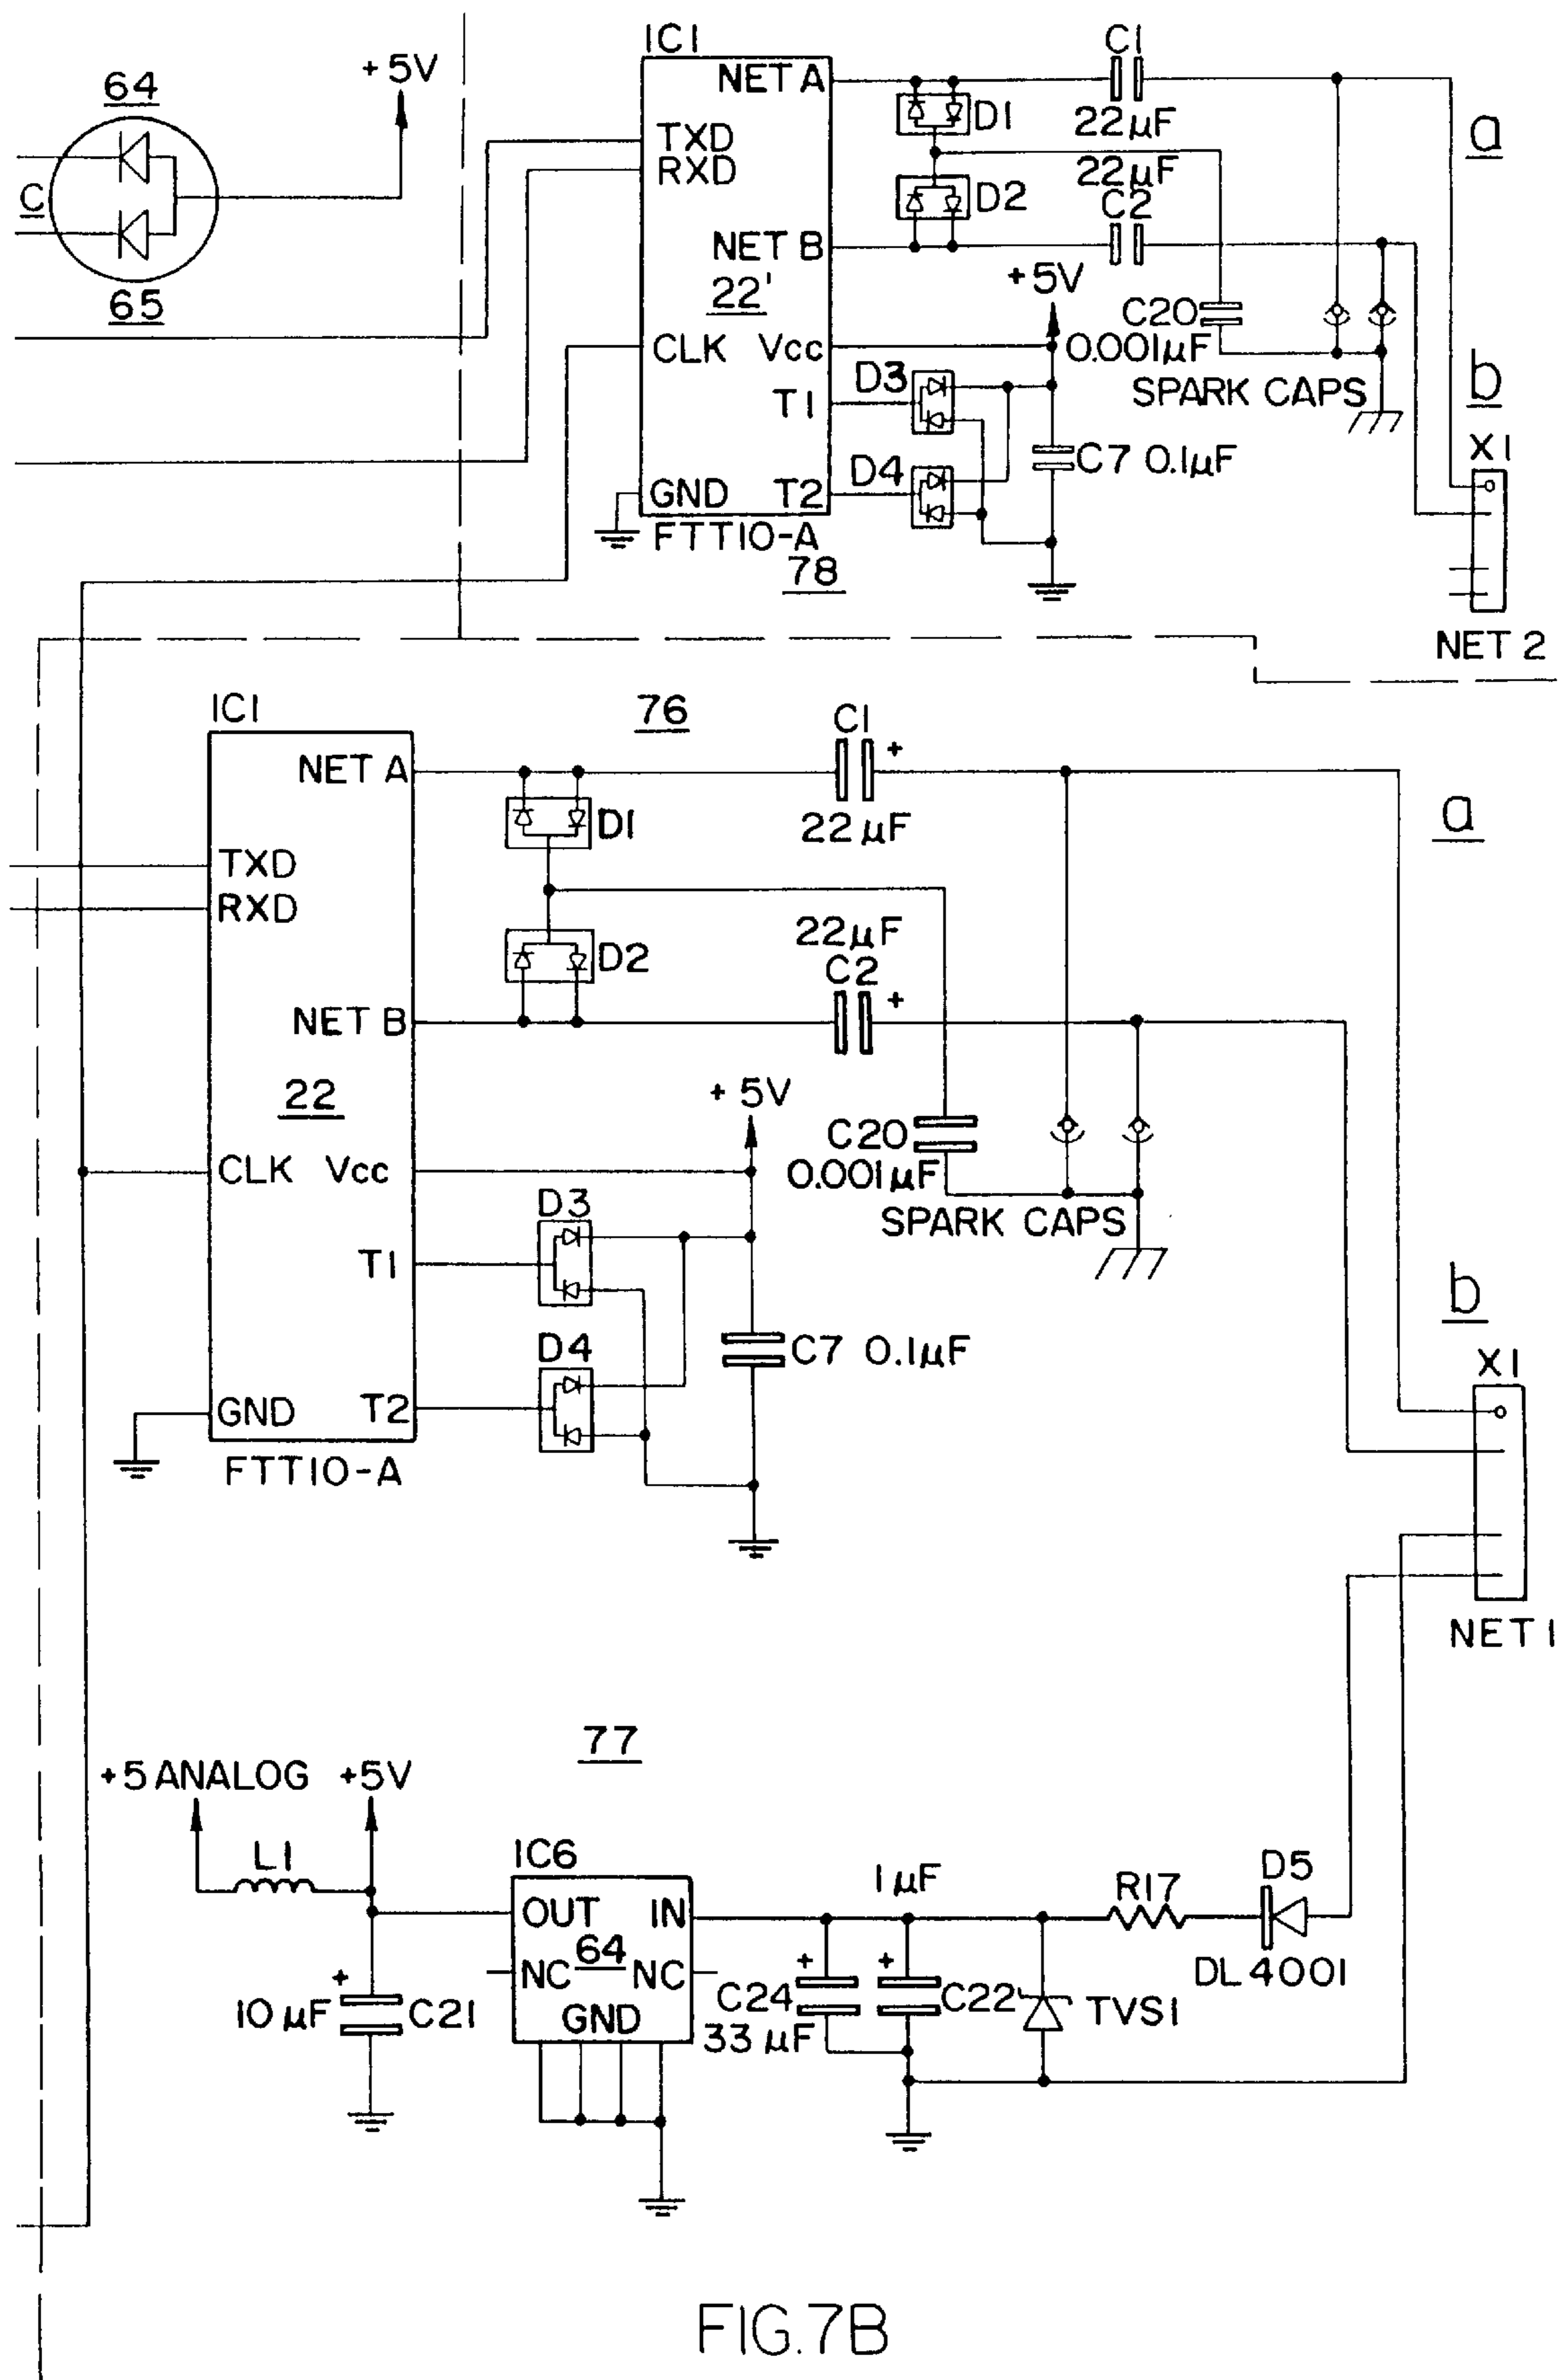 64
+5V
C
65
IC1
NET A
TXD
RXD
NET B
22'
CLK Vcc
T1
GND T2
FTT10-A
78
D1
D2
C1
22µF
22µF
C2
a
+5V
C20
0.001µF
SPARK CAPS
D3
D4
C7 0.1µF
b
X1
NET 2
IC1
76
NET A
TXD
RXD
NET B
22
CLK Vcc
T1
GND T2
FTT10-A
D1
D2
C1
+
22µF
22µF
C2
+
a
+5V
C20
0.001µF
SPARK CAPS
D3
D4
C7 0.1µF
b
X1
NET 1
77
+5 ANALOG +5V
L1
+
10µF C21
IC6
OUT IN
NC 64 NC
GND
1µF
+
+
C24
33µF
C22
TVS1
R17
D5
DL4001
FIG.7B